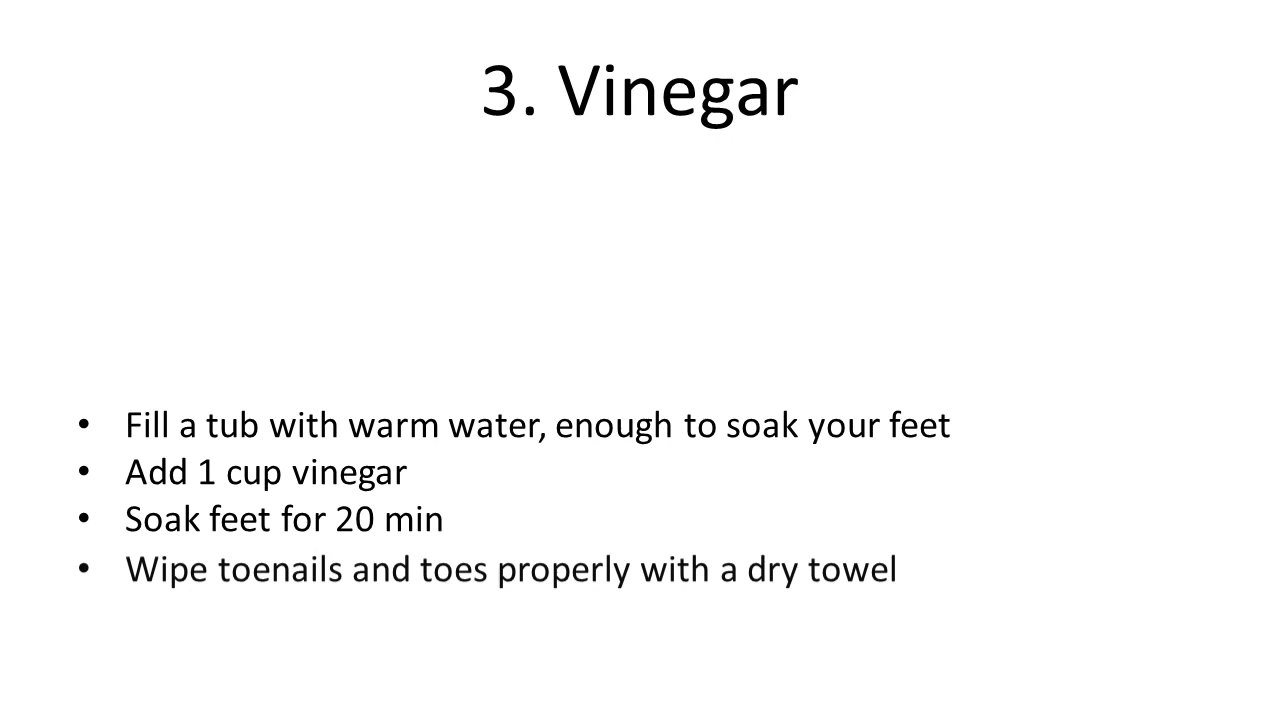 3. Vinegar
• Fill a tub with warm water, enough to soak your feet
• Add 1 cup vinegar
• Soak feet for 20 min
• Wipe toenails and toes properly with a dry towel